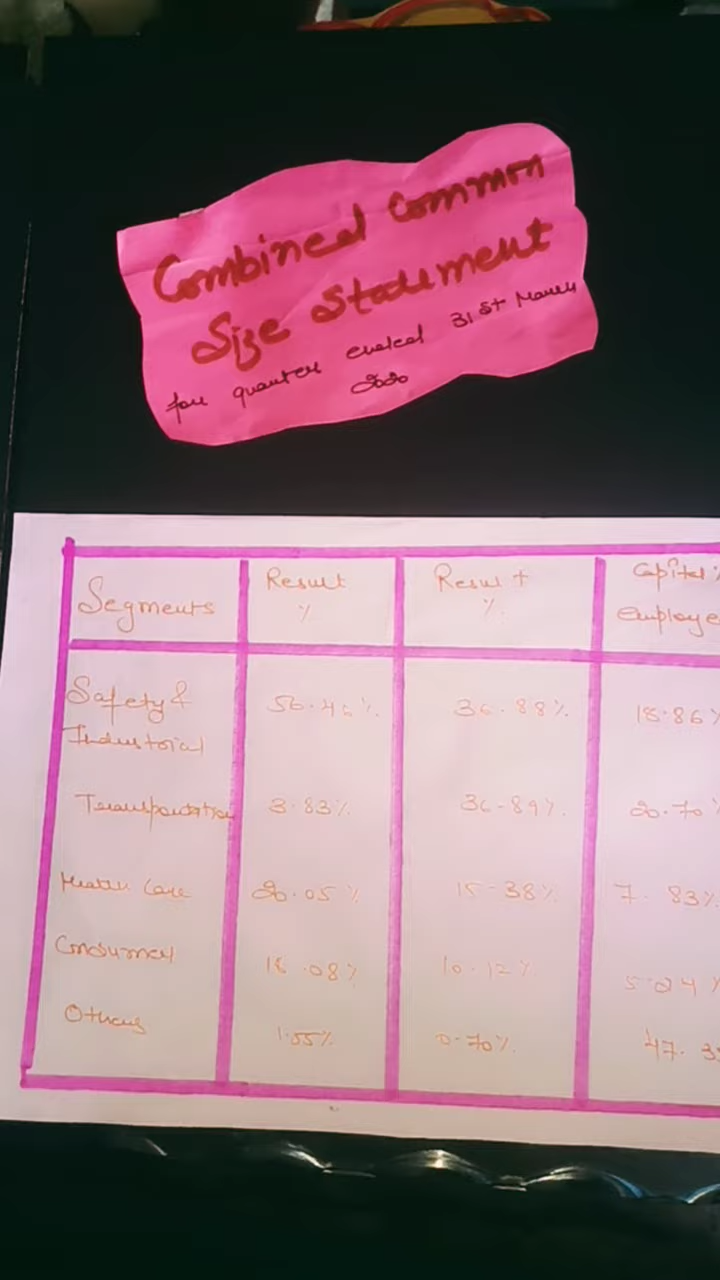 Combined Common
Size Statement
for quarter ended 31st March
2020
Segments Result % Result % Capital % employe
Safety & Industrial 56.46% 36.88% 18.86%
Transportation 3.83% 36.89% 20.70%
Health Care 20.05% 15.38% 7.83%
Consumer 18.08% 10.12% 5.24%
Others 1.55% 0.70% 47.3